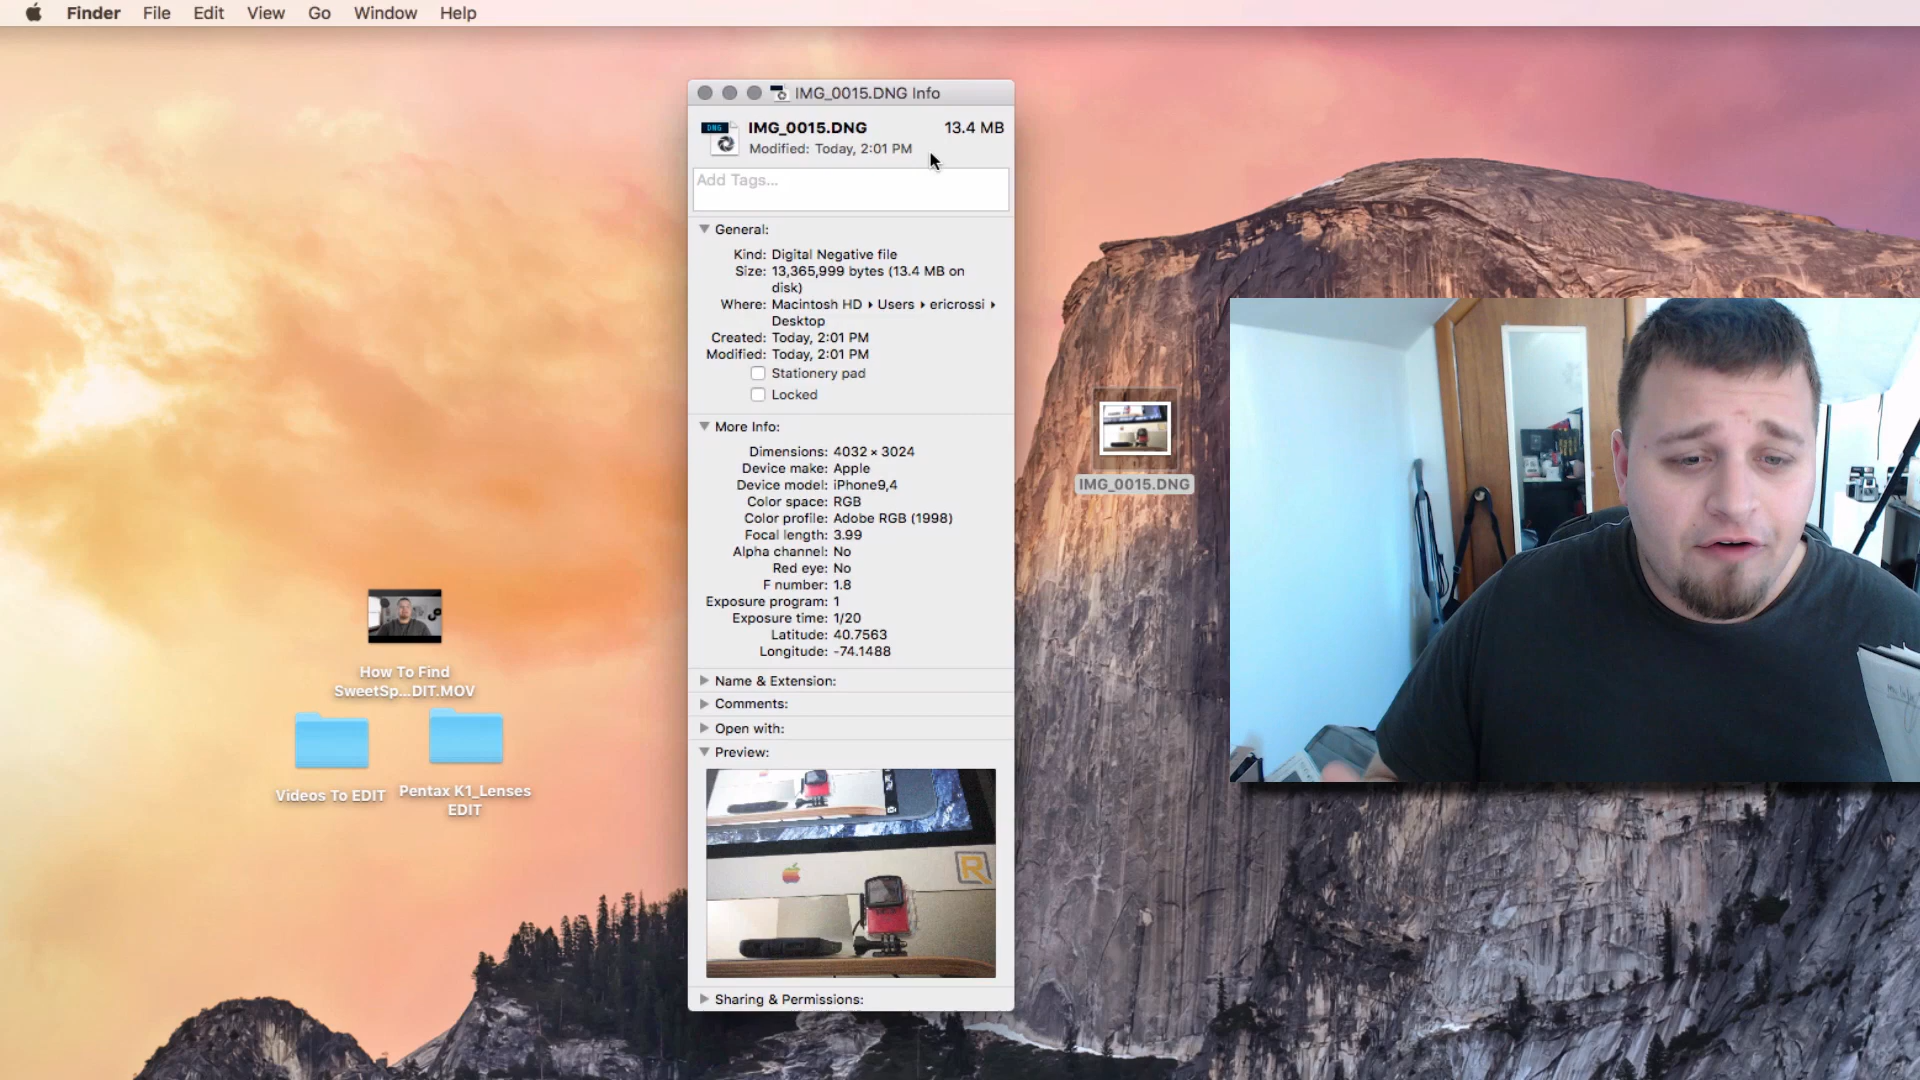 Finder File Edit View Go Window Help
IMG_0015.DNG Info
DNG
IMG_0015.DNG 13.4 MB
Modified: Today, 2:01 PM
Add Tags...
General:
Kind: Digital Negative file
Size: 13,365,999 bytes (13.4 MB on
disk)
Where: Macintosh HD ▸ Users ▸ ericrossi ▸
Desktop
Created: Today, 2:01 PM
Modified: Today, 2:01 PM
Stationery pad
Locked
More Info:
Dimensions: 4032 × 3024
Device make: Apple
Device model: iPhone9,4
Color space: RGB
Color profile: Adobe RGB (1998)
Focal length: 3.99
Alpha channel: No
Red eye: No
F number: 1.8
Exposure program: 1
Exposure time: 1/20
Latitude: 40.7563
Longitude: -74.1488
Name & Extension:
Comments:
Open with:
Preview:
R
Sharing & Permissions:
IMG_0015.DNG
How To Find
SweetSp...DIT.MOV
Videos To EDIT
Pentax K1_Lenses
EDIT